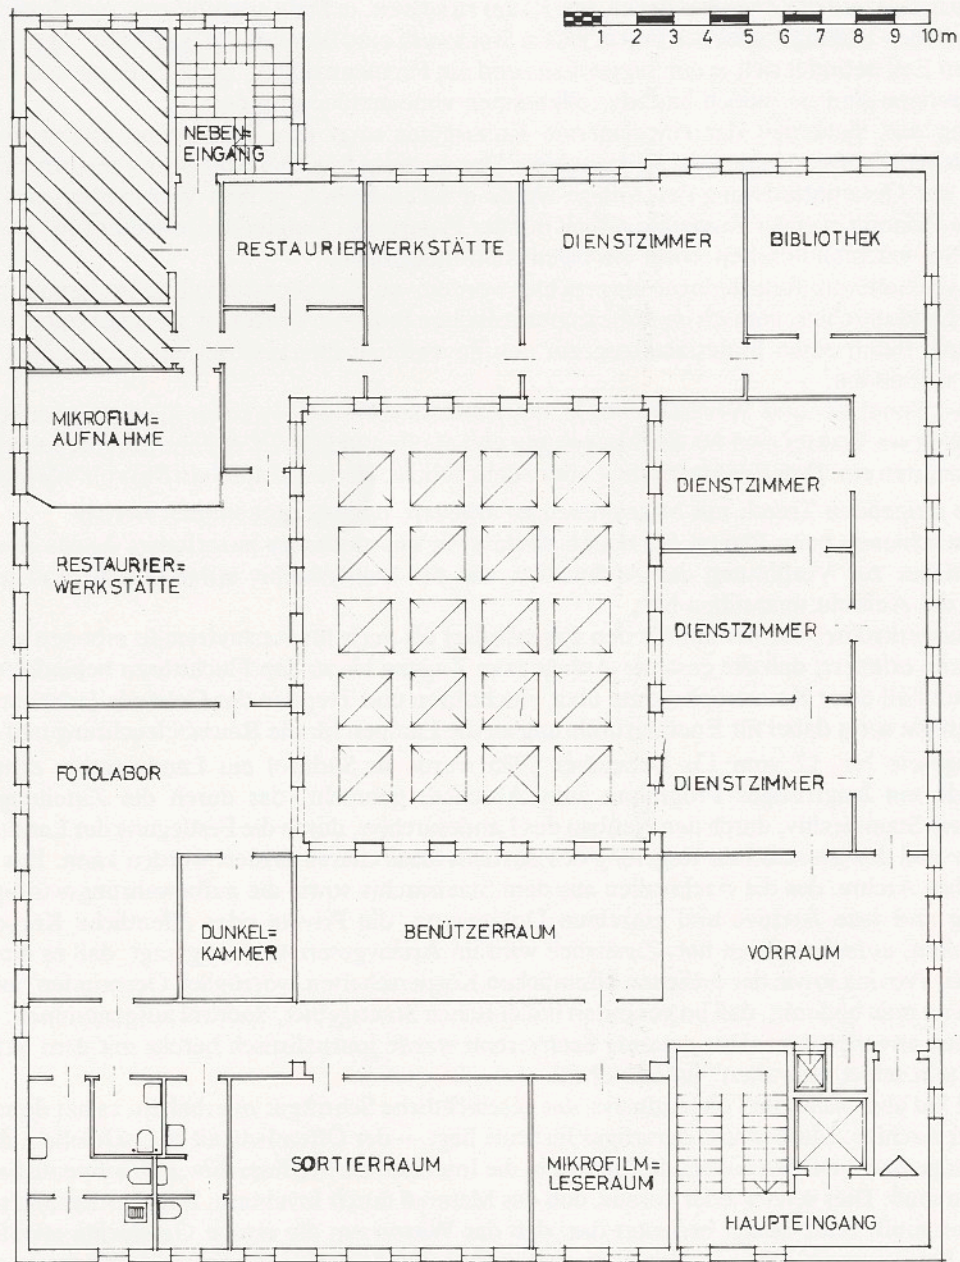 1 2 3 4 5 6 7 8 9 10 m
NEBEN=
EINGANG
RESTAURIERWERKSTÄTTE
DIENSTZIMMER
BIBLIOTHEK
MIKROFILM=
AUFNAHME
DIENSTZIMMER
RESTAURIER=
WERKSTÄTTE
DIENSTZIMMER
FOTOLABOR
DIENSTZIMMER
DUNKEL=
KAMMER
BENÜTZERRAUM
VORRAUM
SORTIERRAUM
MIKROFILM=
LESERAUM
HAUPTEINGANG